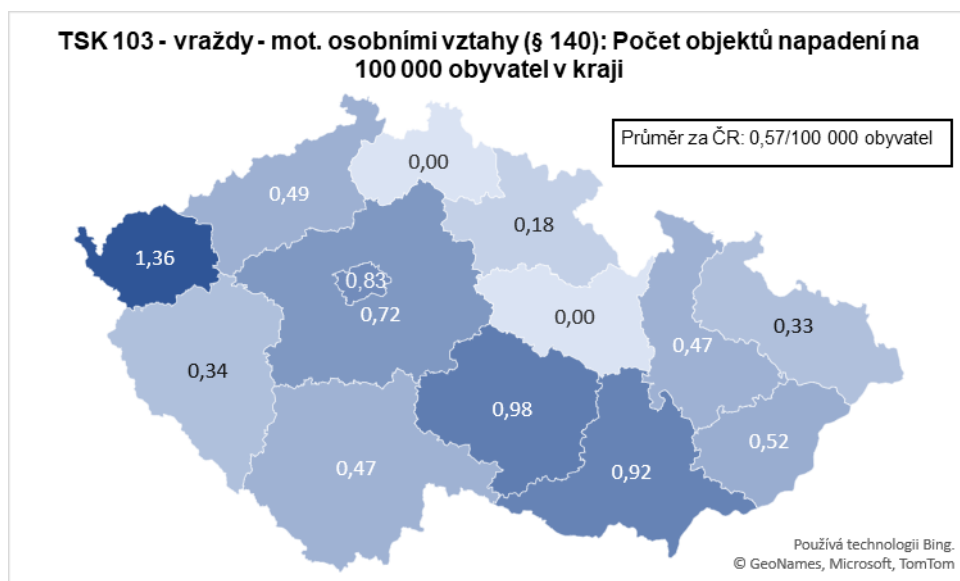 TSK 103 - vraždy - mot. osobními vztahy (§ 140): Počet objektů napadení na
100 000 obyvatel v kraji
Průměr za ČR: 0,57/100 000 obyvatel
0,00
0,49
0,18
1,36
0,83
0,72
0,00
0,33
0,47
0,34
0,98
0,52
0,47
0,92
Používá technologii Bing.
© GeoNames, Microsoft, TomTom